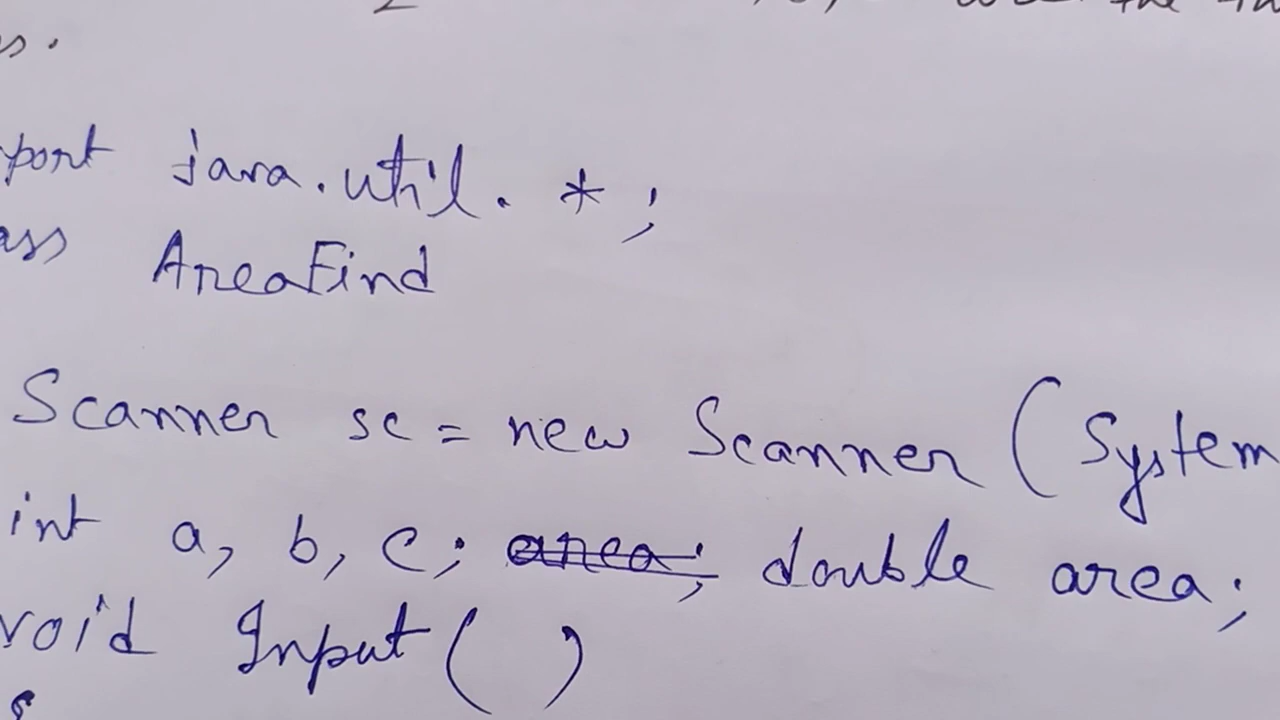 s.
port java.util.*;
ass AreaFind
Scanner sc = new Scanner (System
int a, b, c; area; double area;
void Input( )